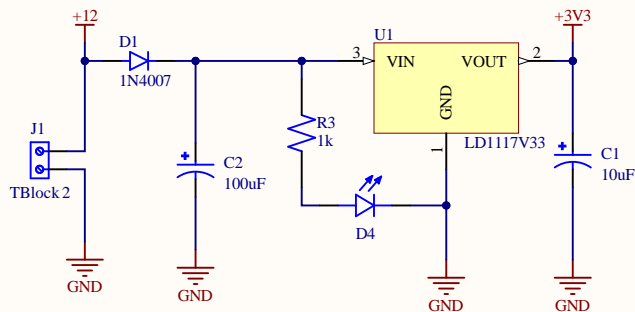 +12
+3V3
D1
1N4007
U1
3
VIN
VOUT
2
GND
1
LD1117V33
J1
TBlock 2
R3
1k
C2
100uF
C1
10uF
D4
GND
GND
GND
GND